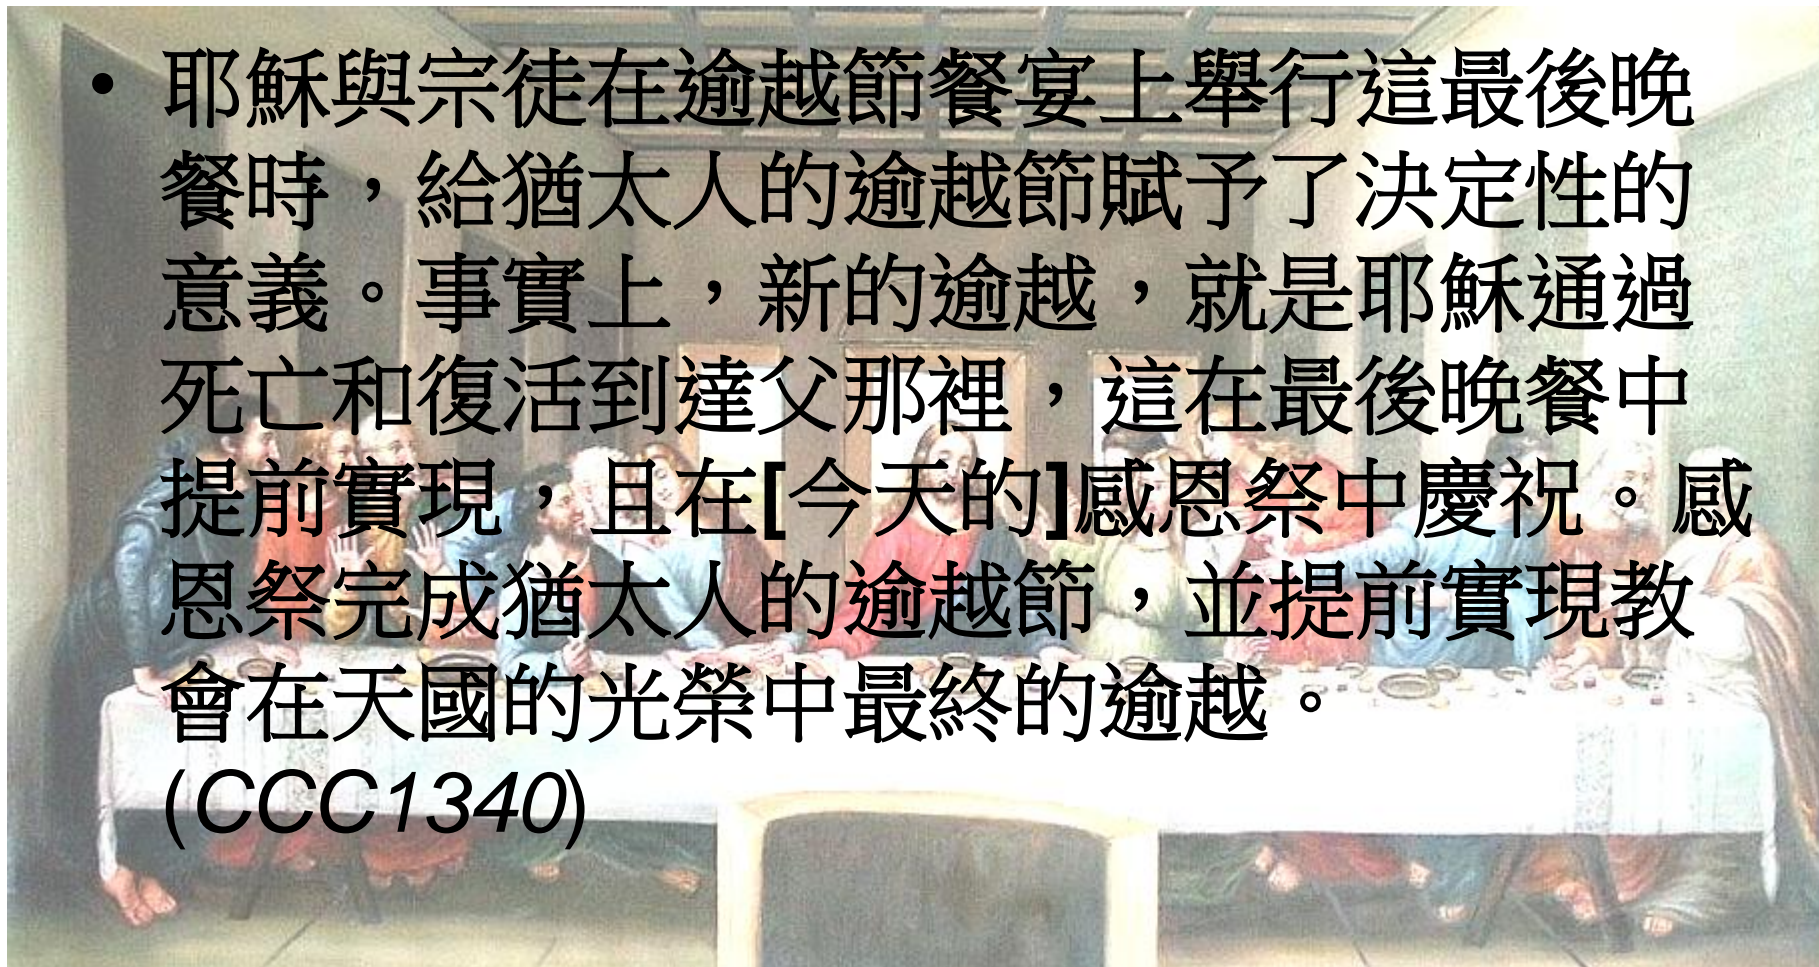 • 耶穌與宗徒在逾越節餐宴上舉行這最後晚
餐時，給猶太人的逾越節賦予了決定性的
意義。事實上，新的逾越，就是耶穌通過
死亡和復活到達父那裡，這在最後晚餐中
提前實現，且在[今天的]感恩祭中慶祝。感
恩祭完成猶太人的逾越節，並提前實現教
會在天國的光榮中最終的逾越。
(CCC1340)